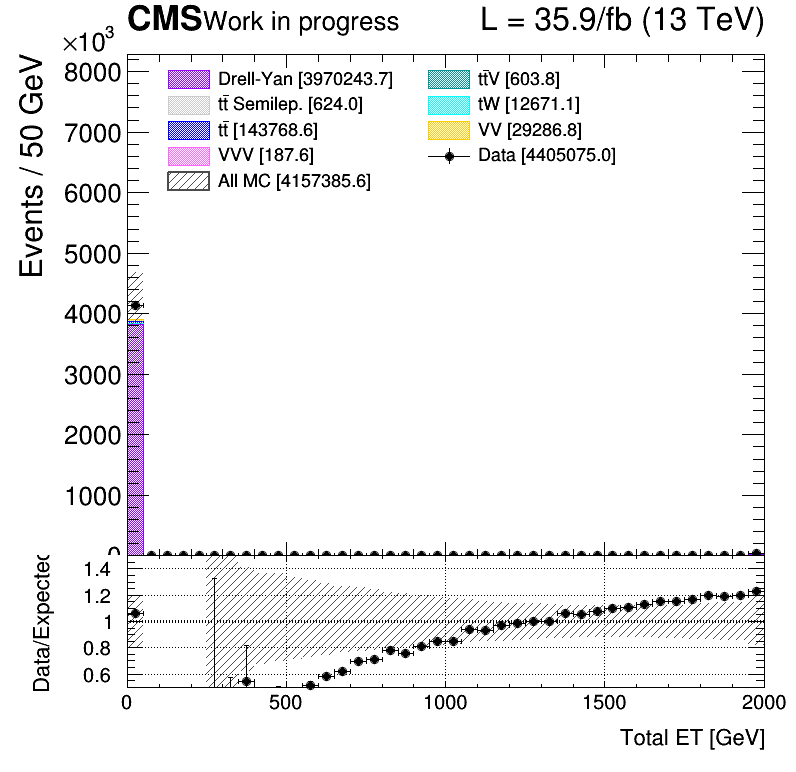 CMS Work in progress L = 35.9/fb (13 TeV)
×10³
Events / 50 GeV
8000
7000
6000
5000
4000
3000
2000
1000
0
Drell-Yan [3970243.7]
tt̄ Semilep. [624.0]
tt̄ [143768.6]
VVV [187.6]
All MC [4157385.6]
tt̄V [603.8]
tW [12671.1]
VV [29286.8]
Data [4405075.0]
Data/Expected
1.4
1.2
1
0.8
0.6
0 500 1000 1500 2000
Total ET [GeV]